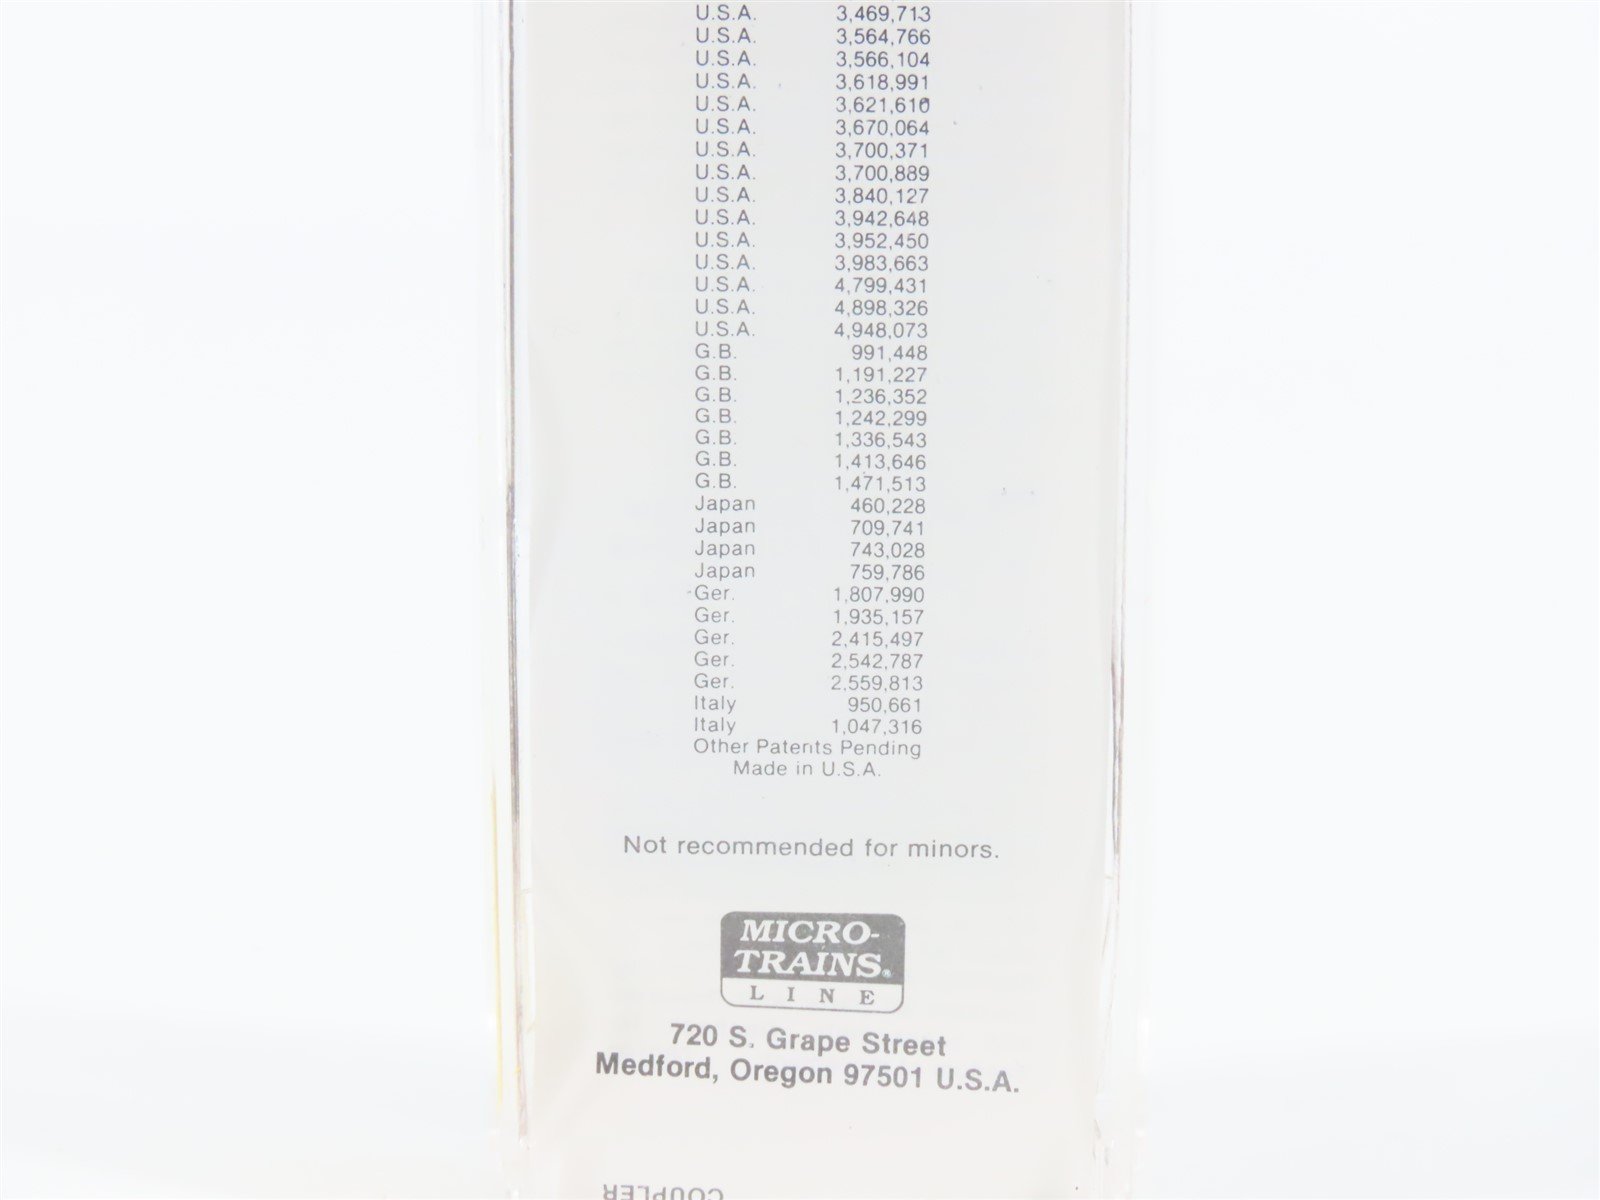 U.S.A. 3,469,713
U.S.A. 3,564,766
U.S.A. 3,566,104
U.S.A. 3,618,991
U.S.A. 3,621,610
U.S.A. 3,670,064
U.S.A. 3,700,371
U.S.A. 3,700,889
U.S.A. 3,840,127
U.S.A. 3,942,648
U.S.A. 3,952,450
U.S.A. 3,983,663
U.S.A. 4,799,431
U.S.A. 4,898,326
U.S.A. 4,948,073
G.B. 991,448
G.B. 1,191,227
G.B. 1,236,352
G.B. 1,242,299
G.B. 1,336,543
G.B. 1,413,646
G.B. 1,471,513
Japan 460,228
Japan 709,741
Japan 743,028
Japan 759,786
Ger. 1,807,990
Ger. 1,935,157
Ger. 2,415,497
Ger. 2,542,787
Ger. 2,559,813
Italy 950,661
Italy 1,047,316
Other Patents Pending
Made in U.S.A.
Not recommended for minors.
MICRO-
TRAINS®
LINE
720 S. Grape Street
Medford, Oregon 97501 U.S.A.
COUPLER